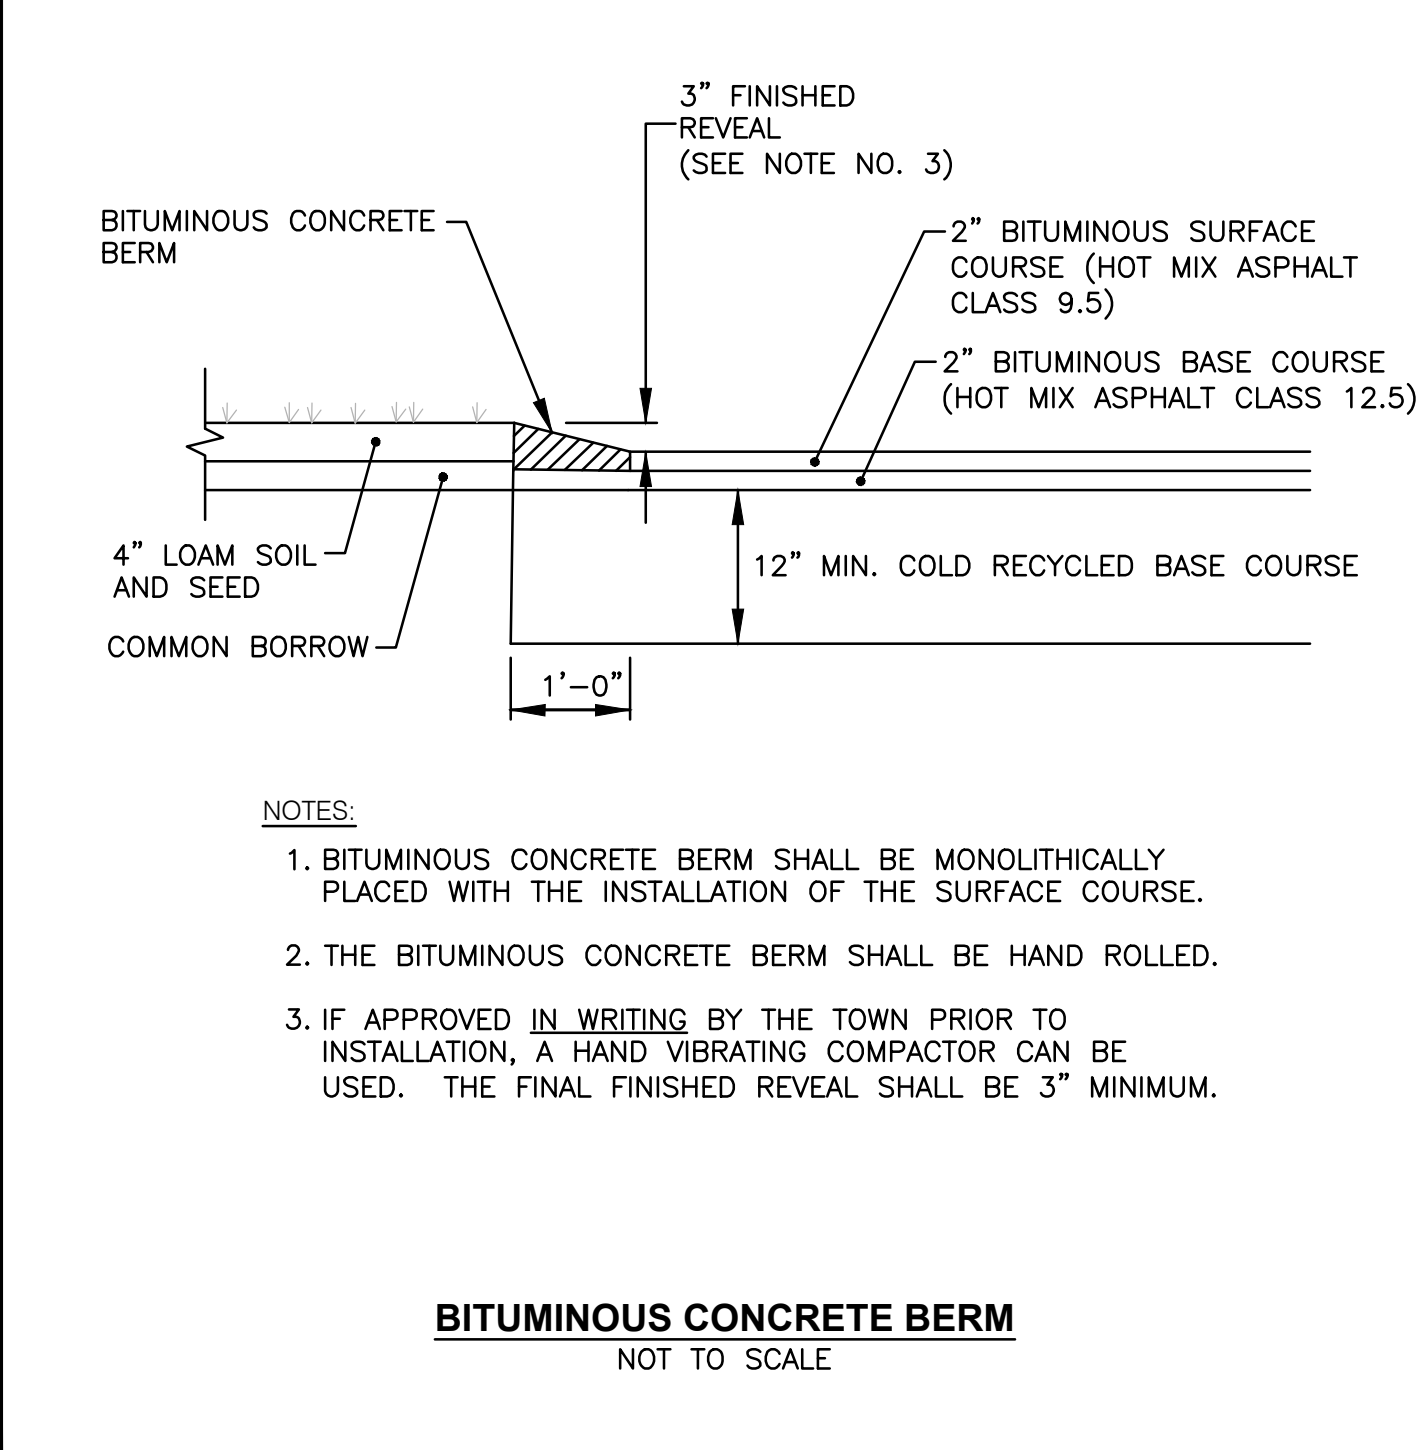 3” FINISHED
REVEAL
(SEE NOTE NO. 3)
BITUMINOUS CONCRETE
BERM
2” BITUMINOUS SURFACE
COURSE (HOT MIX ASPHALT
CLASS 9.5)
2” BITUMINOUS BASE COURSE
(HOT MIX ASPHALT CLASS 12.5)
4” LOAM SOIL
AND SEED
12” MIN. COLD RECYCLED BASE COURSE
COMMON BORROW
1’-0”
NOTES:
1. BITUMINOUS CONCRETE BERM SHALL BE MONOLITHICALLY
PLACED WITH THE INSTALLATION OF THE SURFACE COURSE.
2. THE BITUMINOUS CONCRETE BERM SHALL BE HAND ROLLED.
3. IF APPROVED IN WRITING BY THE TOWN PRIOR TO
INSTALLATION, A HAND VIBRATING COMPACTOR CAN BE
USED. THE FINAL FINISHED REVEAL SHALL BE 3” MINIMUM.
BITUMINOUS CONCRETE BERM
NOT TO SCALE